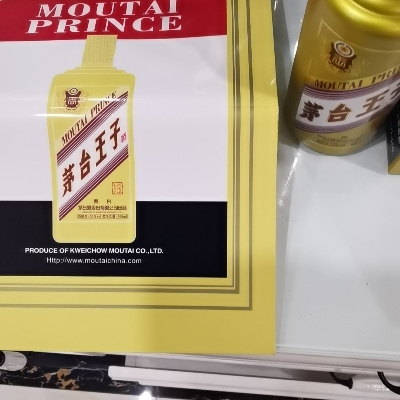 MOUTAI
PRINCE
MOUTAI PRINCE
茅台王子
PRODUCE OF KWEICHOW MOUTAI CO.,LTD.
Http://www.moutaichina.com
MOUTAI PRINCE
茅台王子